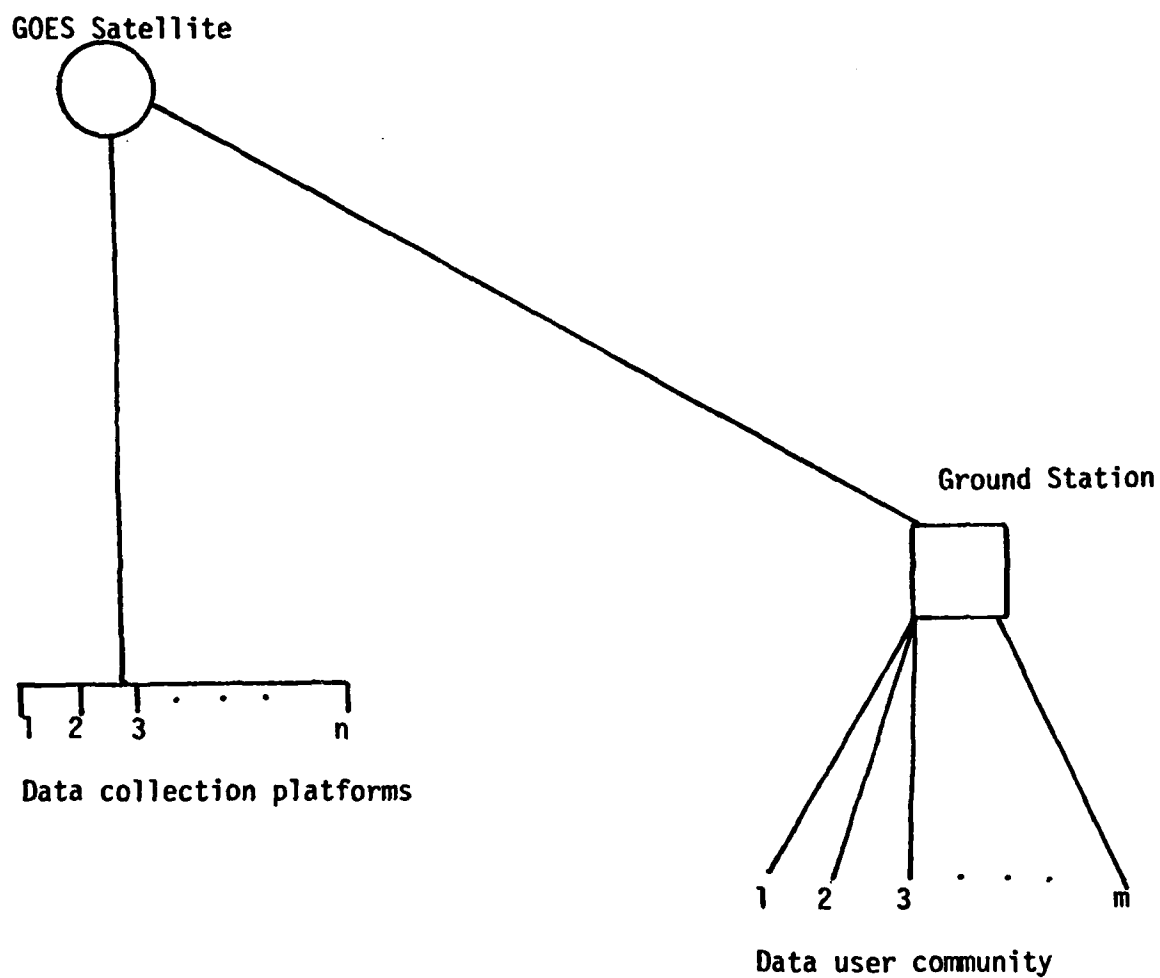 GOES Satellite
Ground Station
1 2 3 . . . n
Data collection platforms
1 2 3 . . . m
Data user community